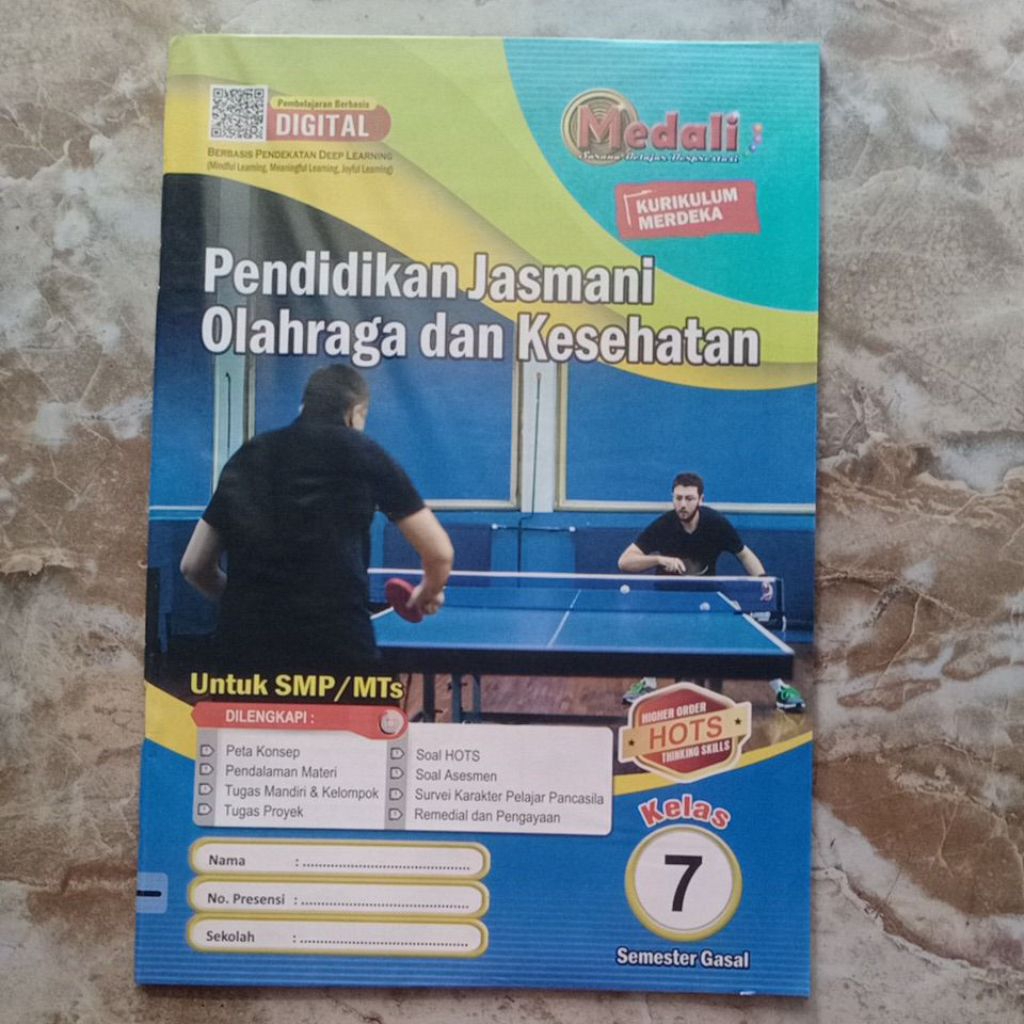 Pembelajaran Berbasis
DIGITAL
BERBASIS PENDEKATAN DEEP LEARNING
(Mindful Learning, Meaningful Learning, Joyful Learning)
Medali
Sarana Belajar Berprestasi
KURIKULUM
MERDEKA
Pendidikan Jasmani
Olahraga dan Kesehatan
Untuk SMP/MTs
DILENGKAPI :
Peta Konsep
Pendalaman Materi
Tugas Mandiri & Kelompok
Tugas Proyek
Soal HOTS
Soal Asesmen
Survei Karakter Pelajar Pancasila
Remedial dan Pengayaan
HIGHER ORDER
HOTS
THINKING SKILLS
Kelas
7
Semester Gasal
Nama : ........................................
No. Presensi : ........................................
Sekolah : ........................................